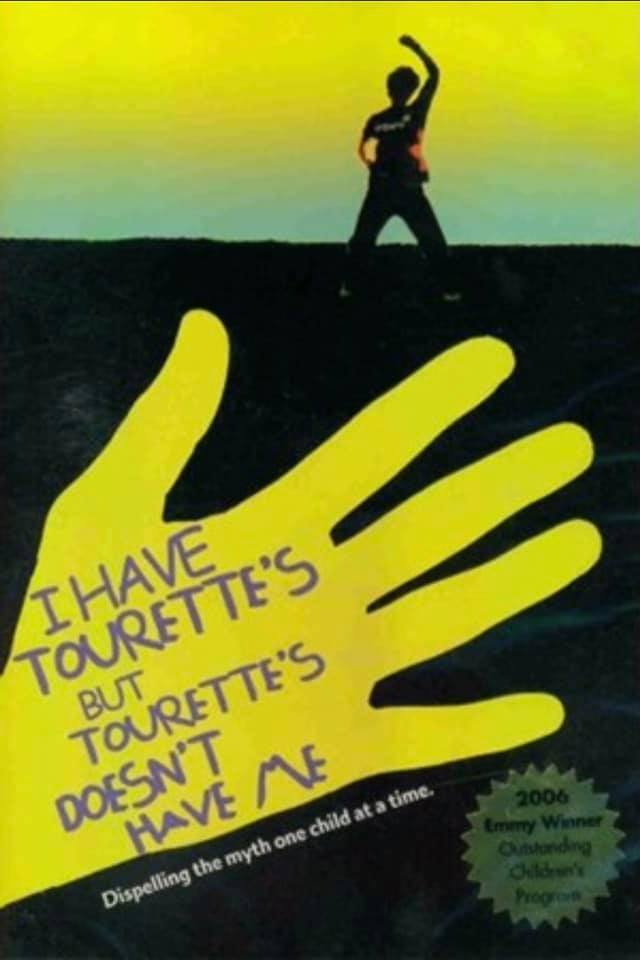 I HAVE
TOURETTE'S
BUT
TOURETTE'S
DOESN'T
HAVE ME
Dispelling the myth one child at a time.
2006
Emmy Winner
Outstanding
Children's
Program